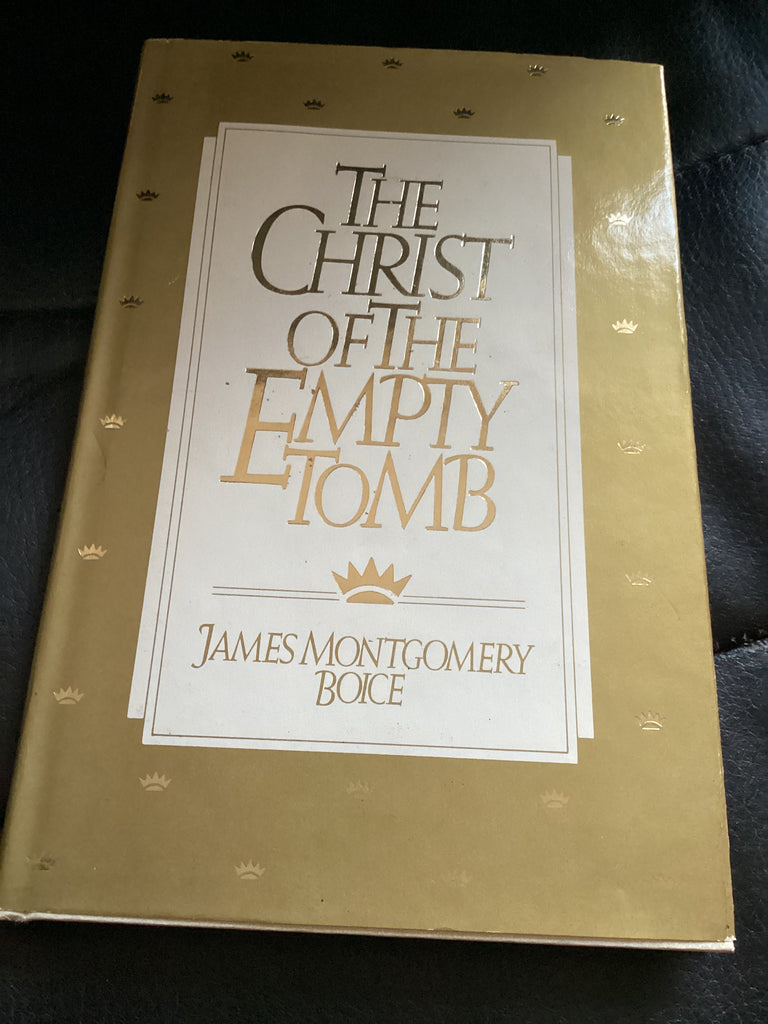 THE
CHRIST
OF THE
EMPTY
TOMB
JAMES MONTGOMERY
BOICE